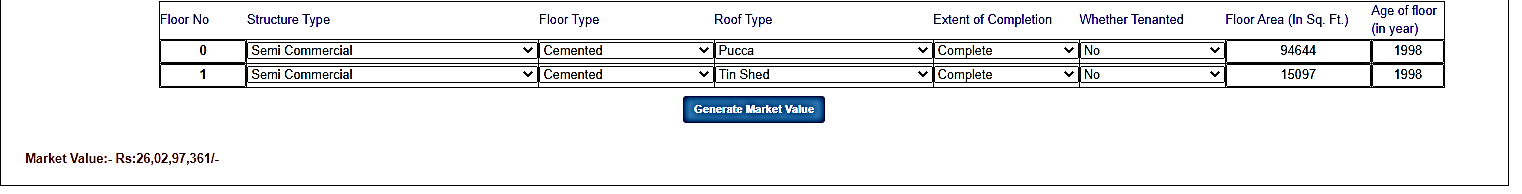 Floor No Structure Type Floor Type Roof Type Extent of Completion Whether Tenanted Floor Area (In Sq. Ft.) Age of floor (in year)
0 Semi Commercial Cemented Pucca Complete No 94644 1998
1 Semi Commercial Cemented Tin Shed Complete No 15097 1998
Generate Market Value
Market Value:- Rs:26,02,97,361/-